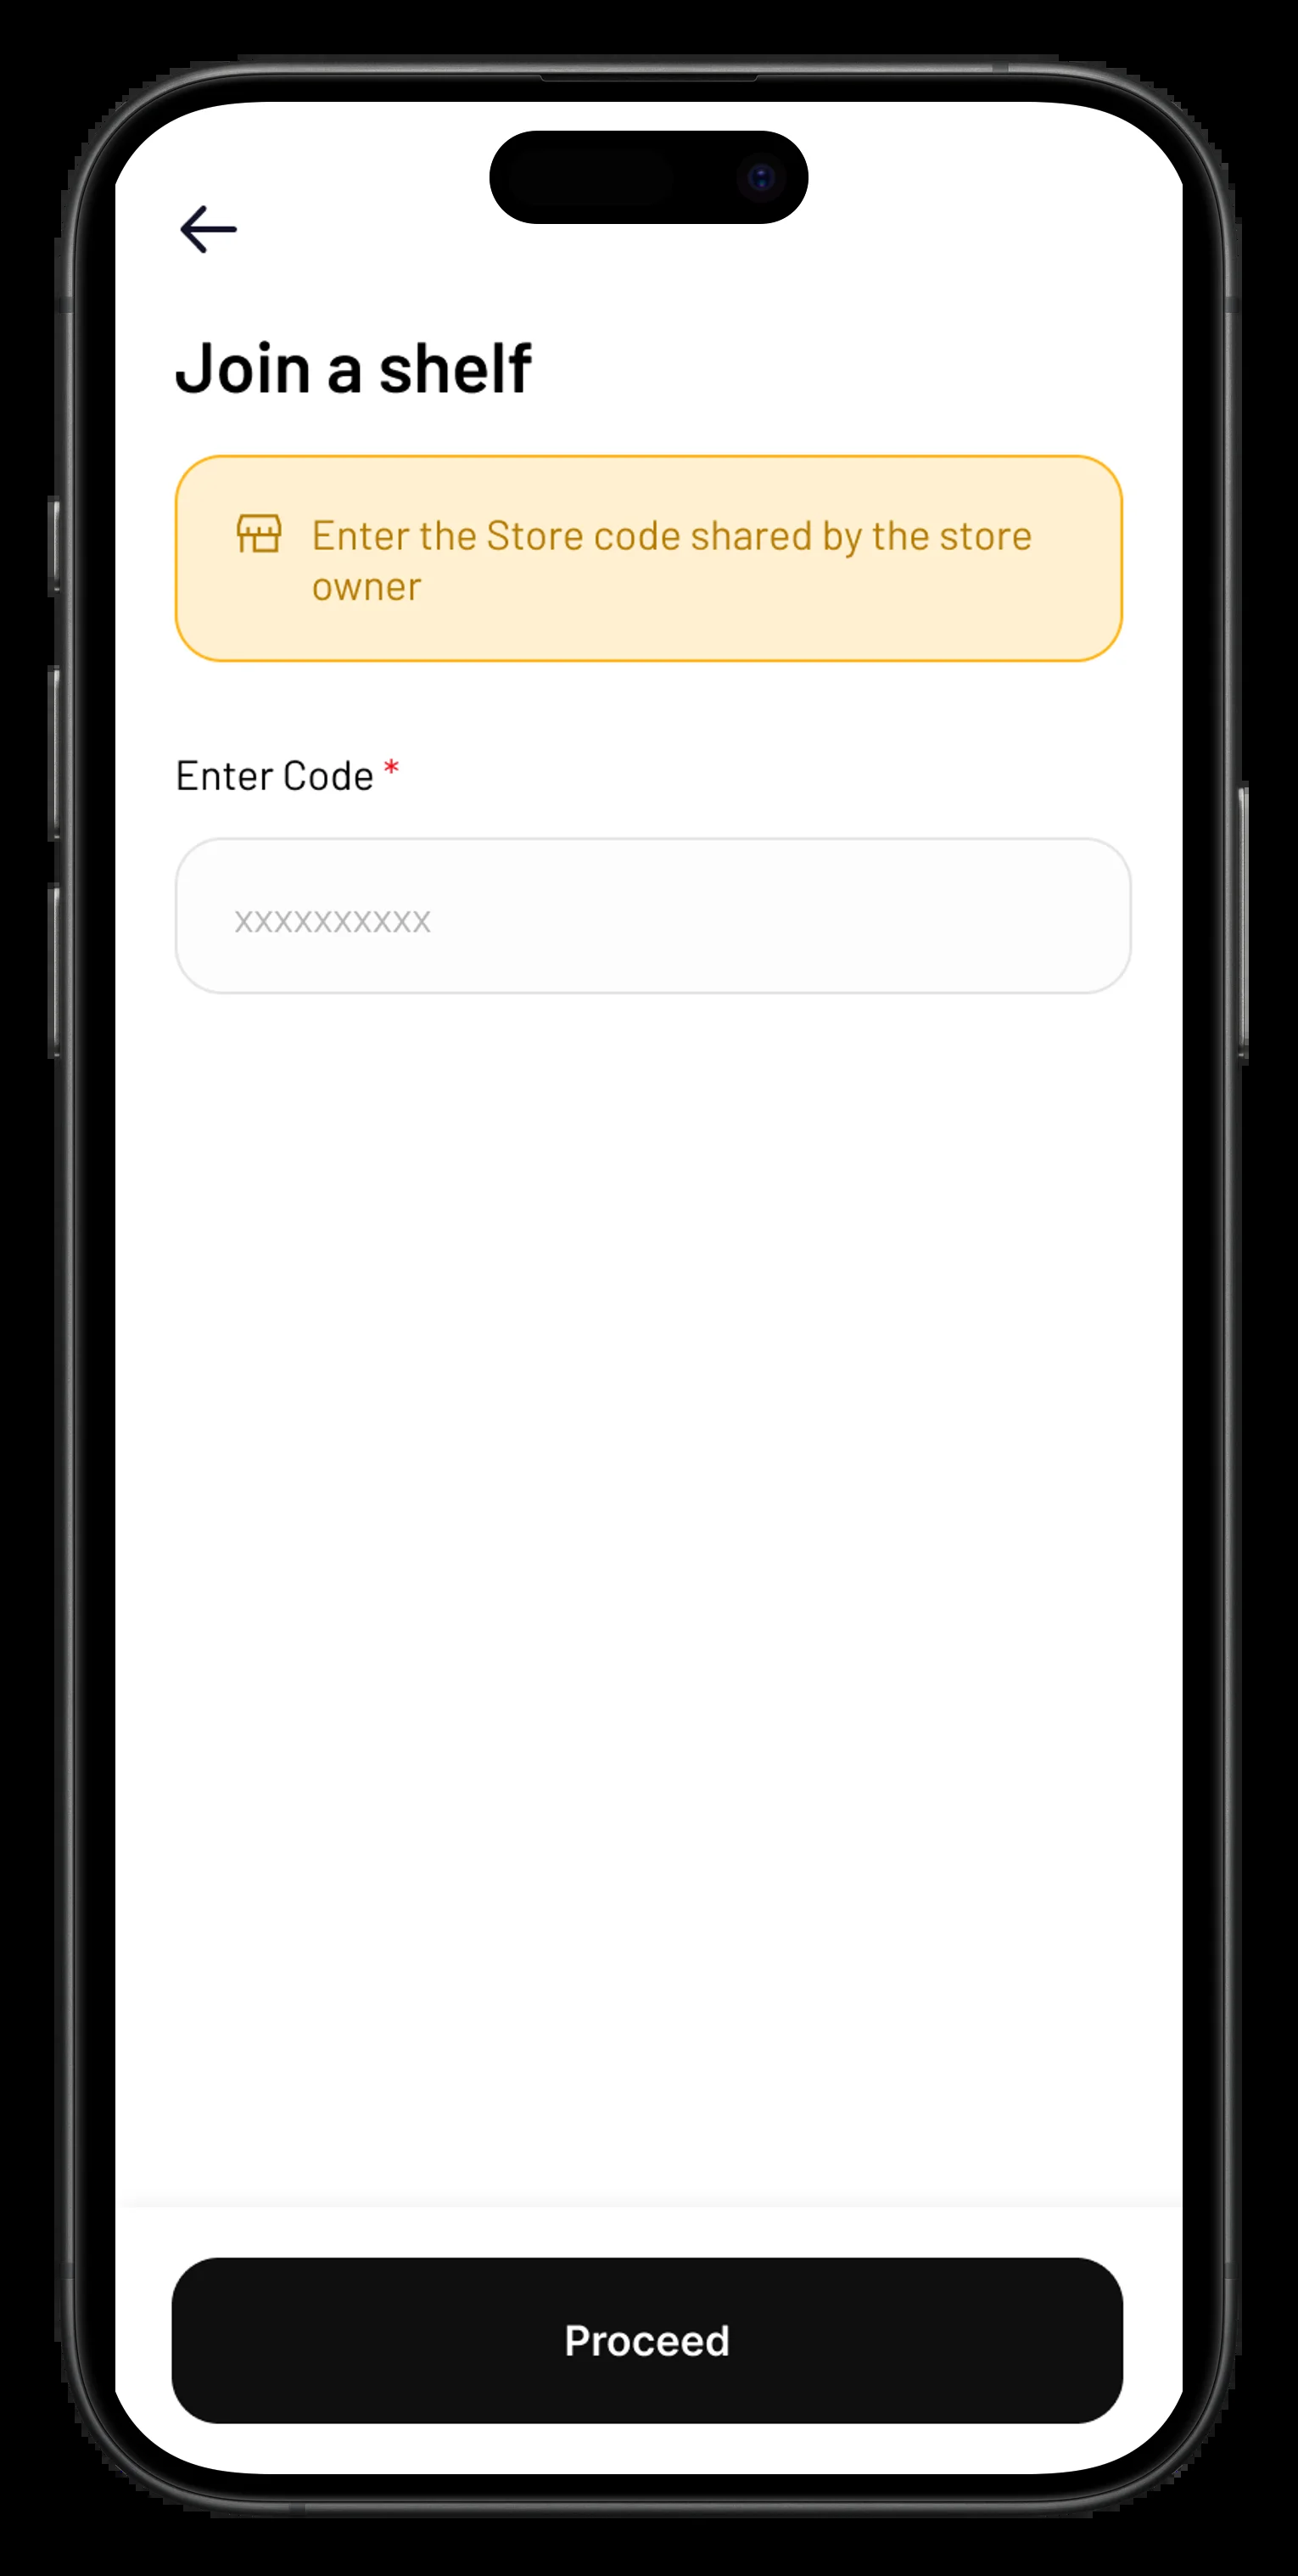 Join a shelf
Enter the Store code shared by the store
owner
Enter Code *
xxxxxxxxxx
Proceed